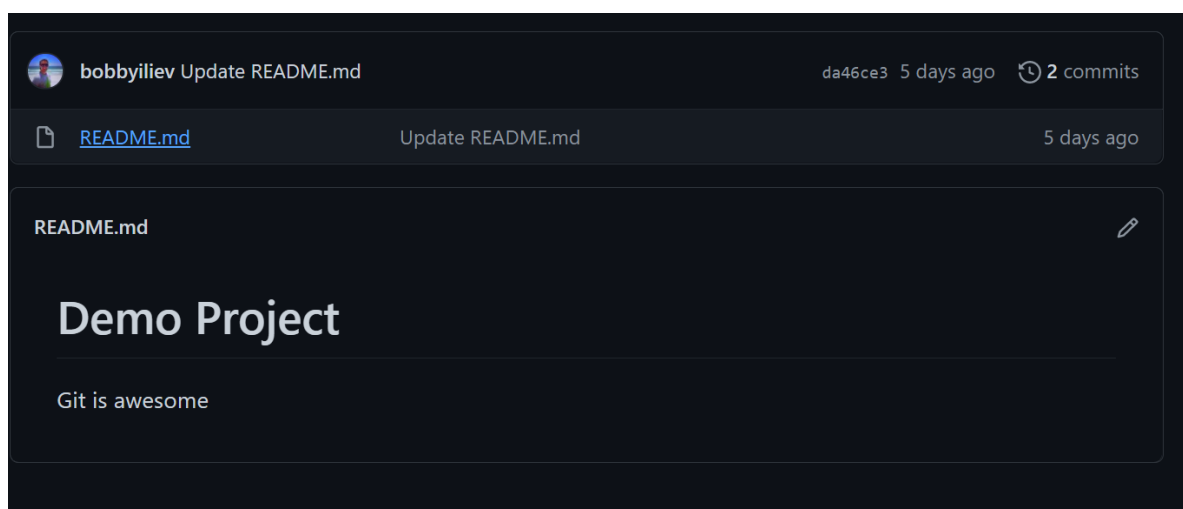 bobbyiliev Update README.md da46ce3 5 days ago 2 commits
README.md Update README.md 5 days ago
README.md
Demo Project
Git is awesome